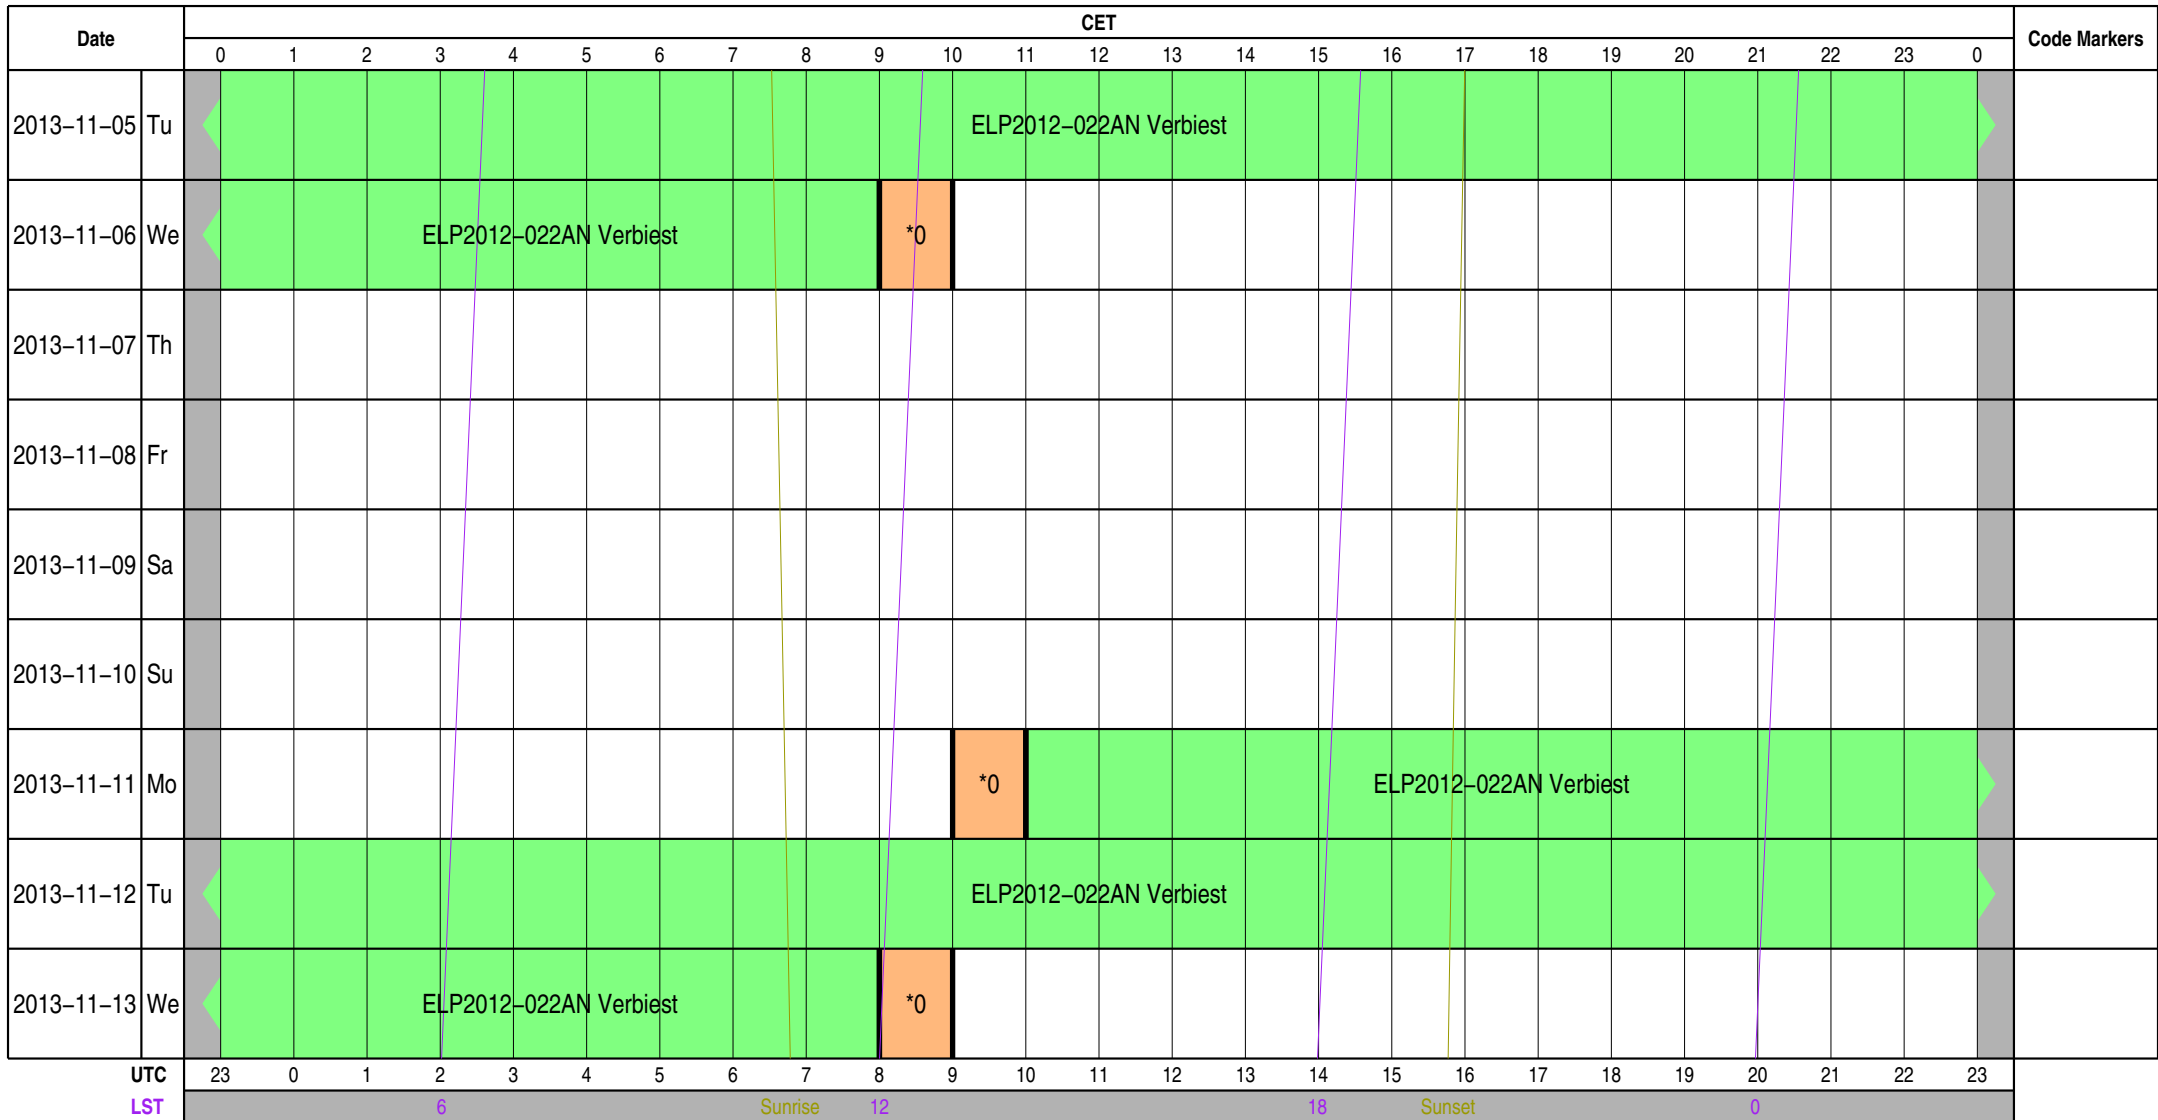 Date CET Code Markers
0 1 2 3 4 5 6 7 8 9 10 11 12 13 14 15 16 17 18 19 20 21 22 23 0
2013−11−05 Tu ELP2012−022AN Verbiest
2013−11−06 We ELP2012−022AN Verbiest *0
2013−11−07 Th
2013−11−08 Fr
2013−11−09 Sa
2013−11−10 Su
2013−11−11 Mo *0 ELP2012−022AN Verbiest
2013−11−12 Tu ELP2012−022AN Verbiest
2013−11−13 We ELP2012−022AN Verbiest *0
UTC 23 0 1 2 3 4 5 6 7 8 9 10 11 12 13 14 15 16 17 18 19 20 21 22 23
LST 6 Sunrise 12 18 Sunset 0